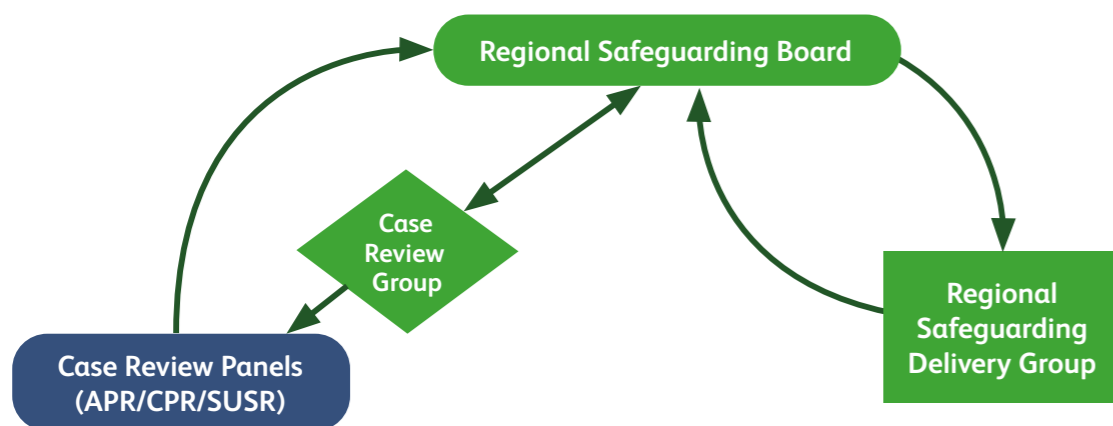 Regional Safeguarding Board
Case
Review
Group
Regional
Safeguarding
Delivery Group
Case Review Panels
(APR/CPR/SUSR)